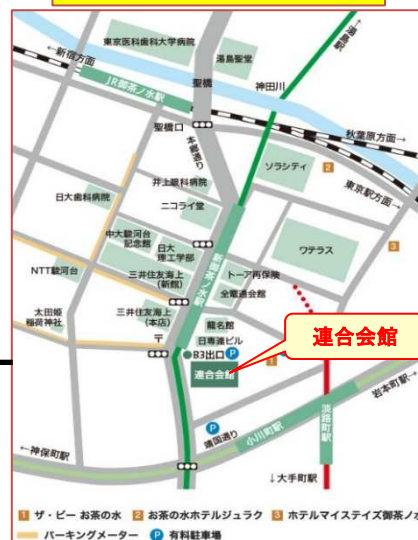 東京医科歯科大学病院
湯島聖堂
←湯島駅
←新宿方面
聖橋
神田川
JR御茶ノ水駅
聖橋口
本郷通り
秋葉原方面→
ソラシティ
2
東京駅方面→
井上眼科病院
日大歯科病院
ニコライ堂
3
中大駿河台
記念館
日大
理工学部
ワテラス
新御茶ノ水駅
NTT駿河台
三井住友海上
(新館)
トーア再保険
全電通会館
太田姫
稲荷神社
三井住友海上
(本店)
龍名館
連合会館
〒
日専連ビル
B3出口
P
1
連合会館
淡路町駅
岩本町駅→
P
靖国通り
小川町駅
←神保町駅
↓大手町駅
1 ザ・ビー お茶の水 2 お茶の水ホテルジュラク 3 ホテルマイステイズ御茶ノ水
パーキングメーター P 有料駐車場